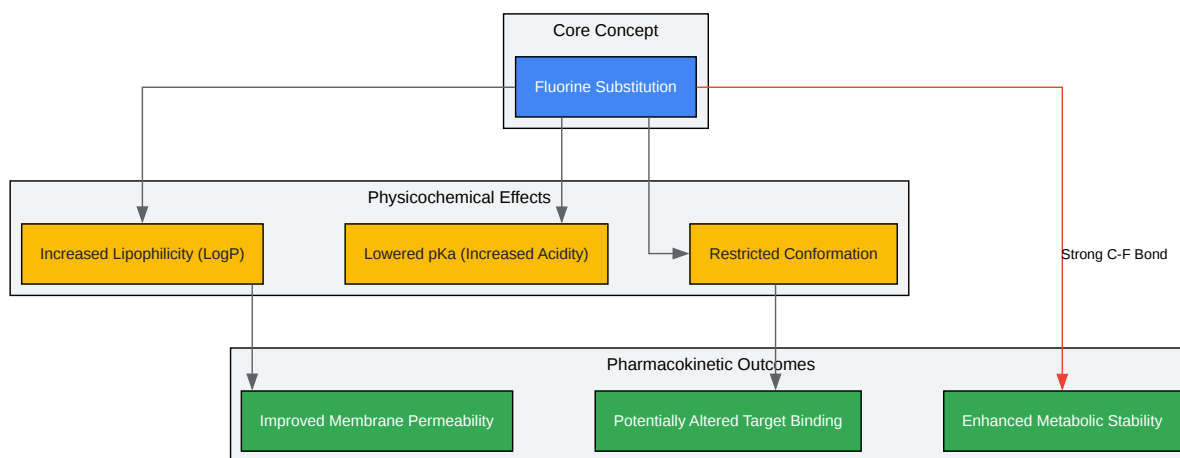 Core Concept
Fluorine Substitution
Physicochemical Effects
Increased Lipophilicity (LogP)
Lowered pKa (Increased Acidity)
Restricted Conformation
Strong C-F Bond
Pharmacokinetic Outcomes
Improved Membrane Permeability
Potentially Altered Target Binding
Enhanced Metabolic Stability